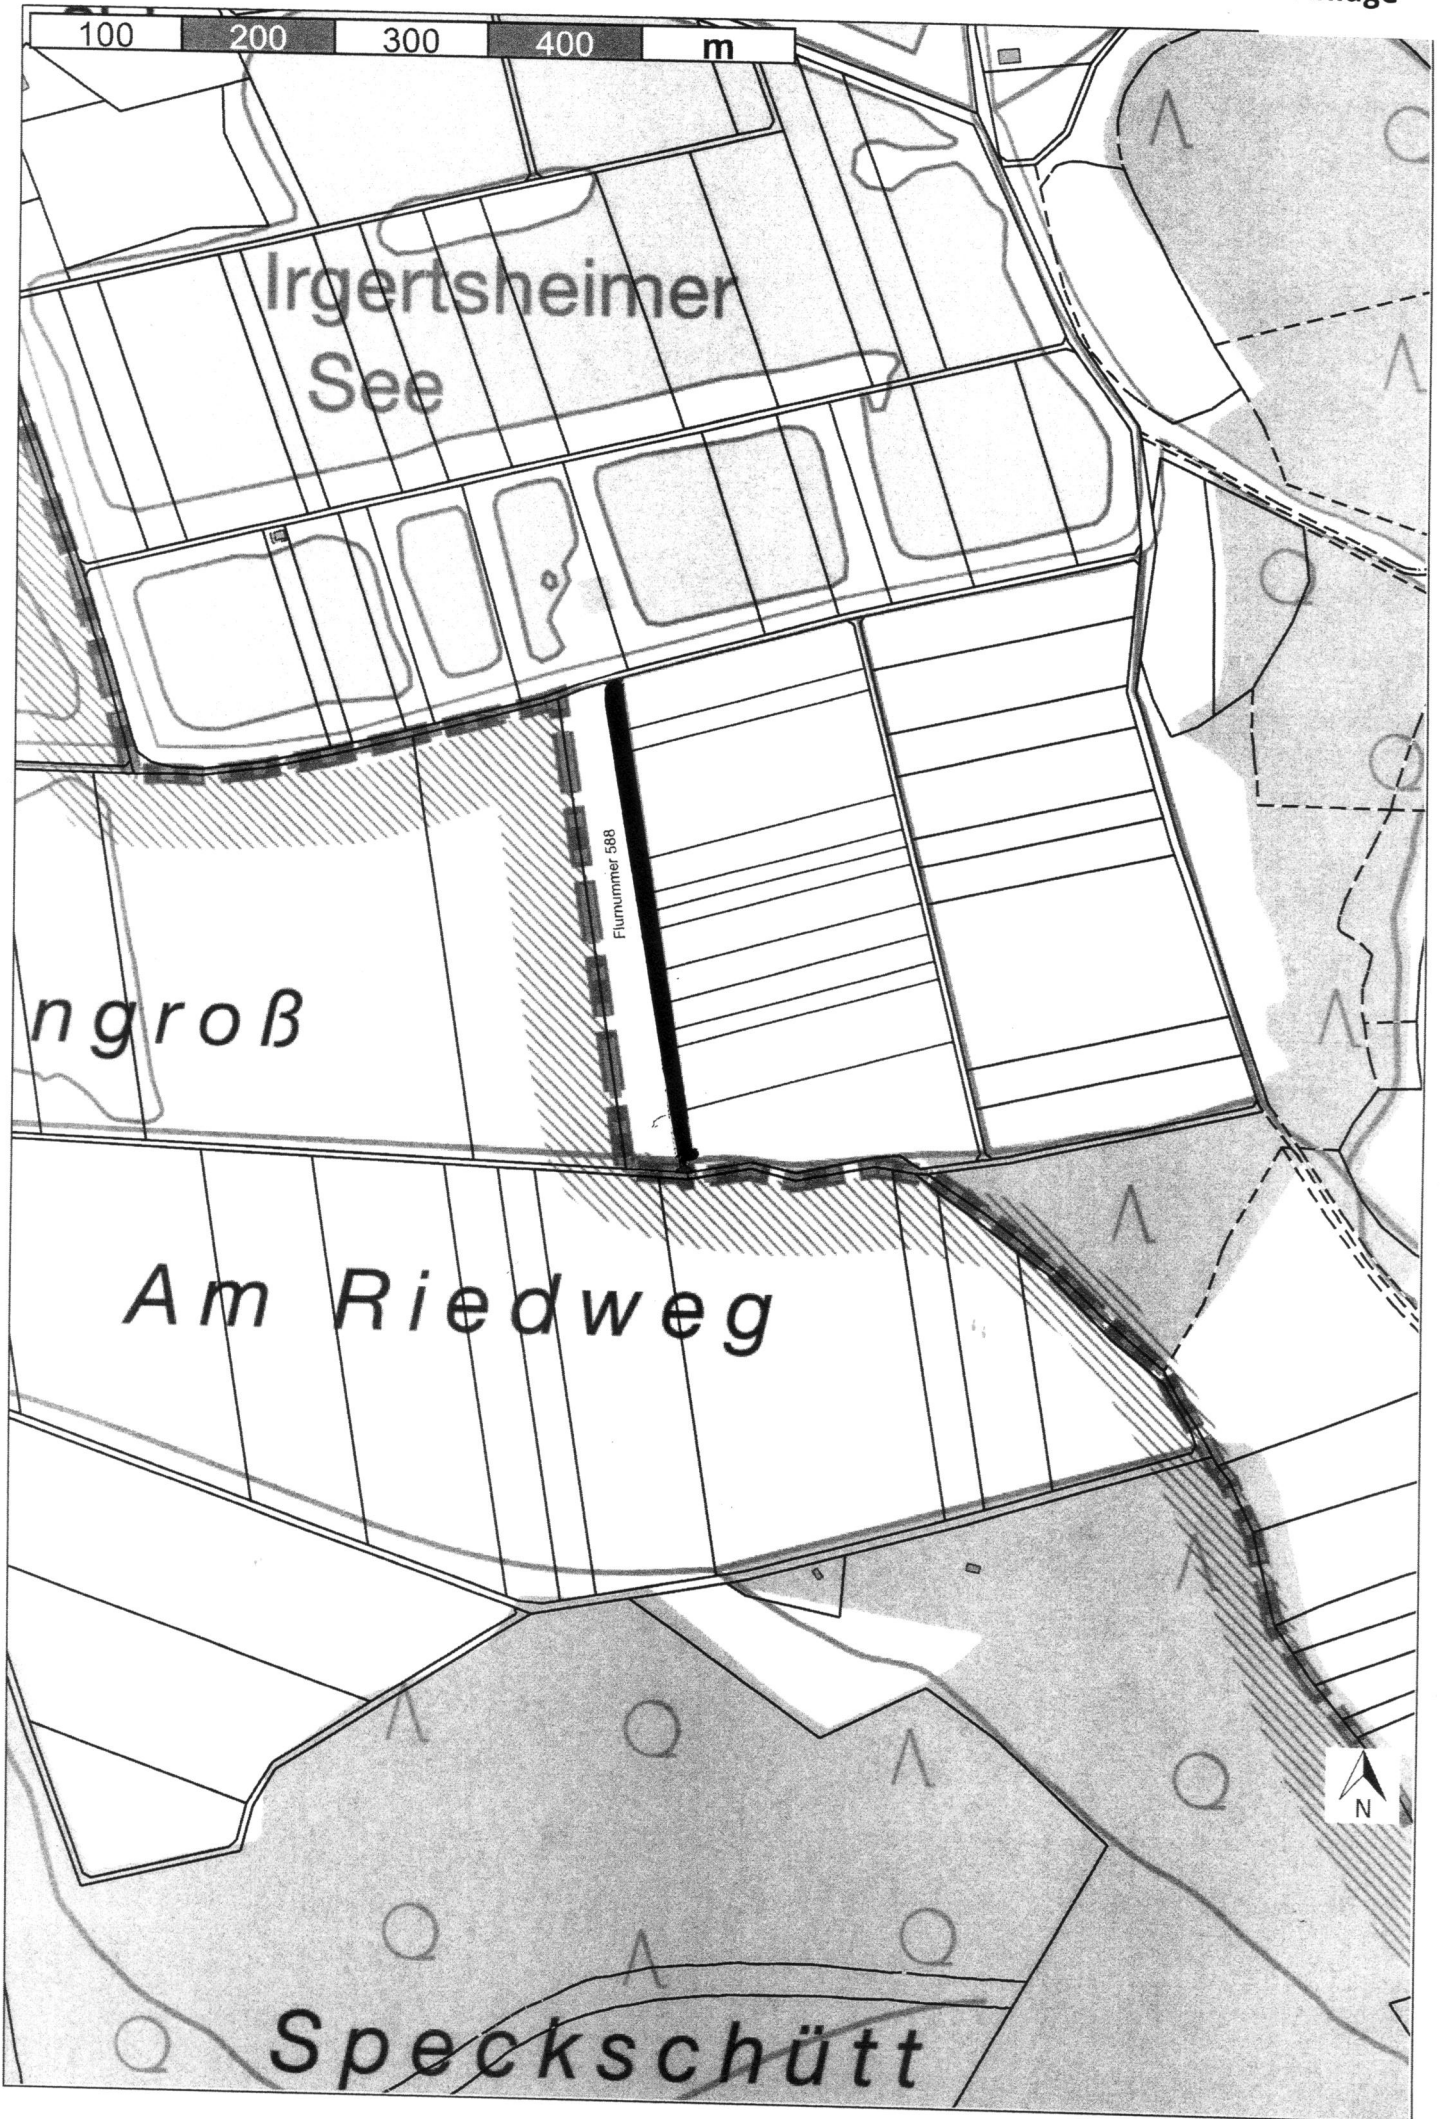 100 200 300 400 m
Irgertsheimer
See
Flurnummer 588
ngroß
Am Riedweg
N
Speckschütt